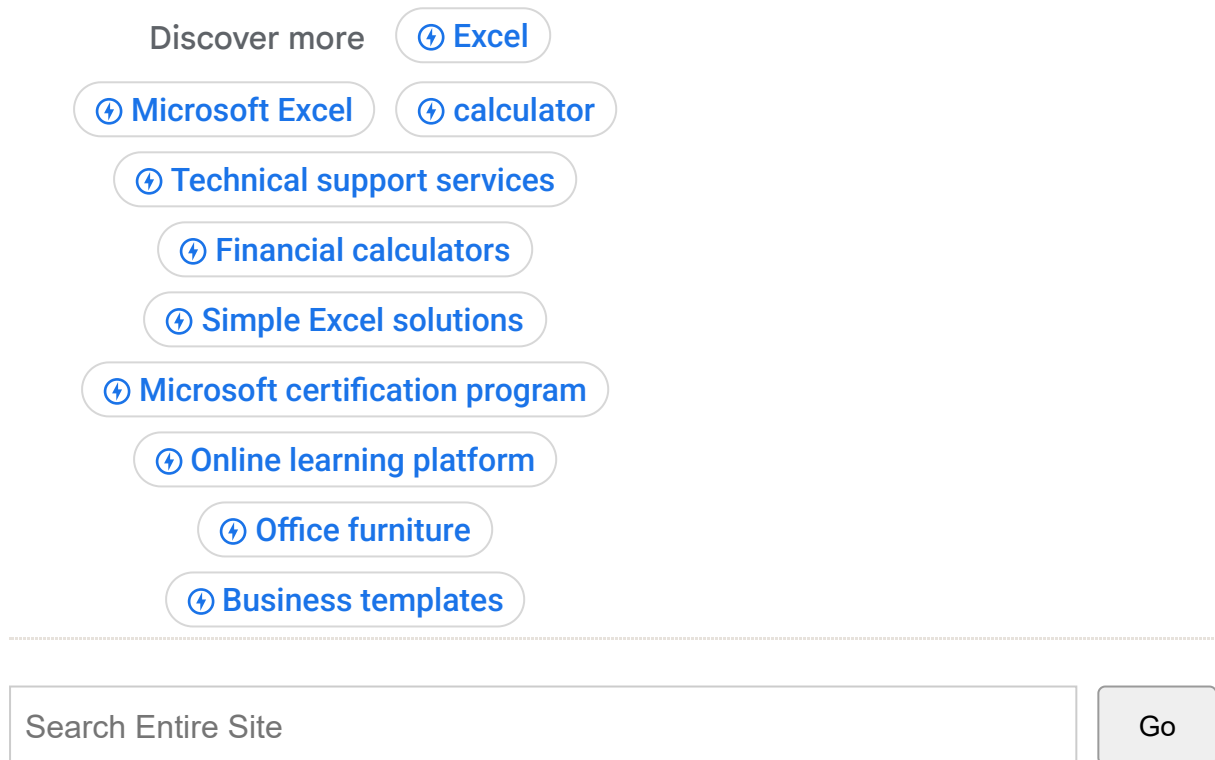 Discover more Excel
Microsoft Excel calculator
Technical support services
Financial calculators
Simple Excel solutions
Microsoft certification program
Online learning platform
Office furniture
Business templates
Search Entire Site Go